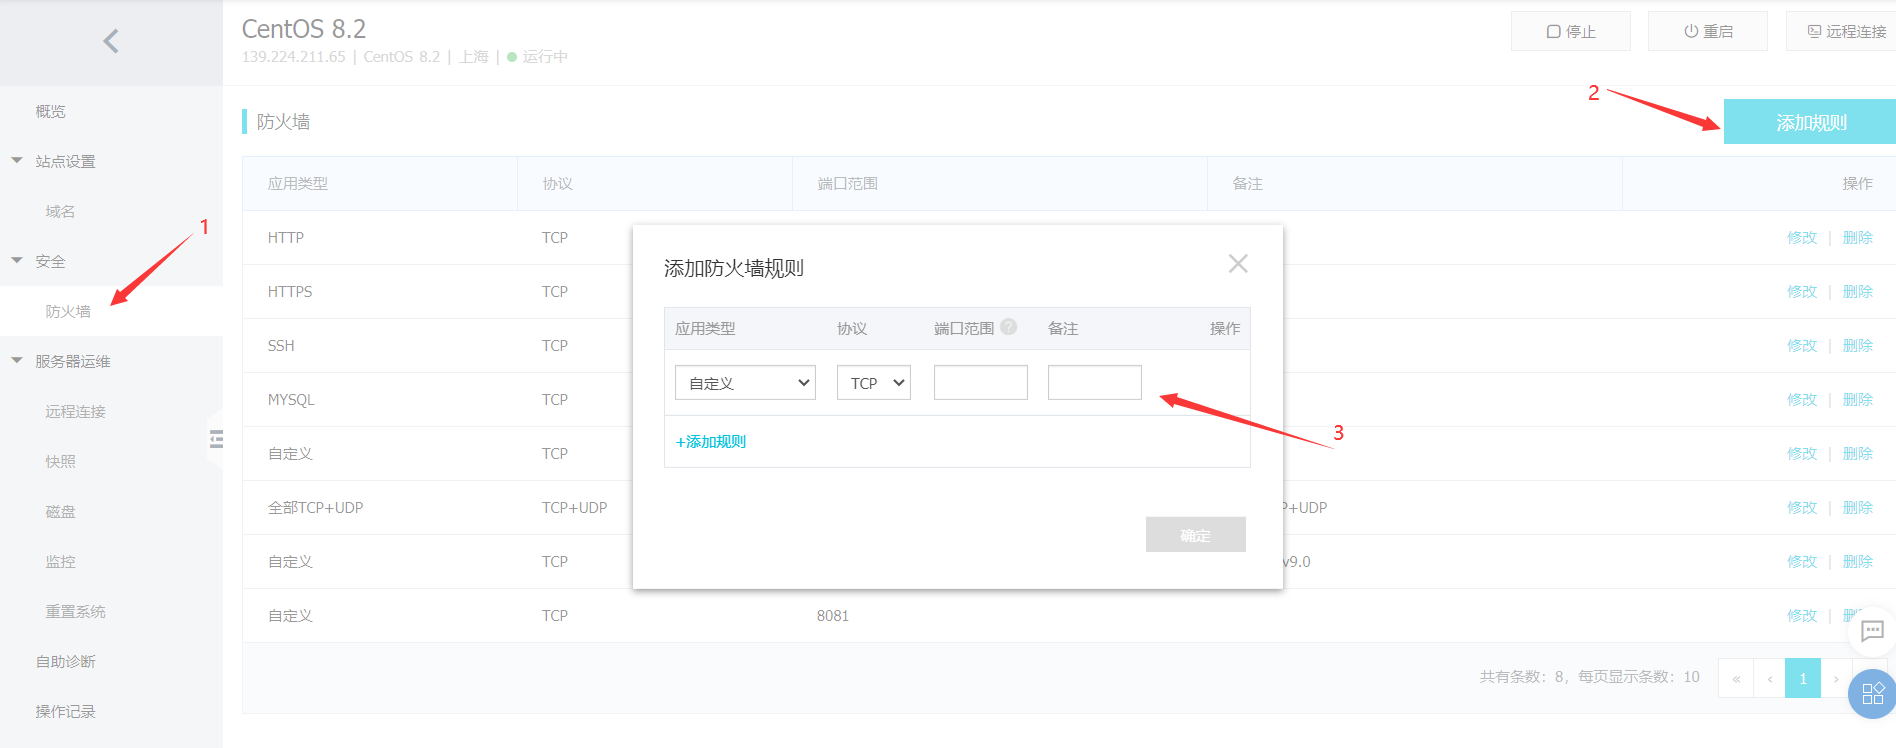 CentOS 8.2
139.224.211.65 | CentOS 8.2 | 上海 | 运行中
停止
重启
远程连接
概览
站点设置
域名
安全
防火墙
服务器运维
远程连接
快照
磁盘
监控
重置系统
自助诊断
操作记录
1
防火墙
2
添加规则
应用类型 协议 端口范围 备注 操作
HTTP TCP 修改 | 删除
HTTPS TCP 修改 | 删除
SSH TCP 修改 | 删除
MYSQL TCP 修改 | 删除
自定义 TCP 修改 | 删除
全部TCP+UDP TCP+UDP P+UDP 修改 | 删除
自定义 TCP v9.0 修改 | 删除
自定义 TCP 8081 修改 |
共有条数：8，每页显示条数：10 « ‹ 1 ›
添加防火墙规则
应用类型 协议 端口范围 ? 备注 操作
自定义 TCP
3
+添加规则
确定